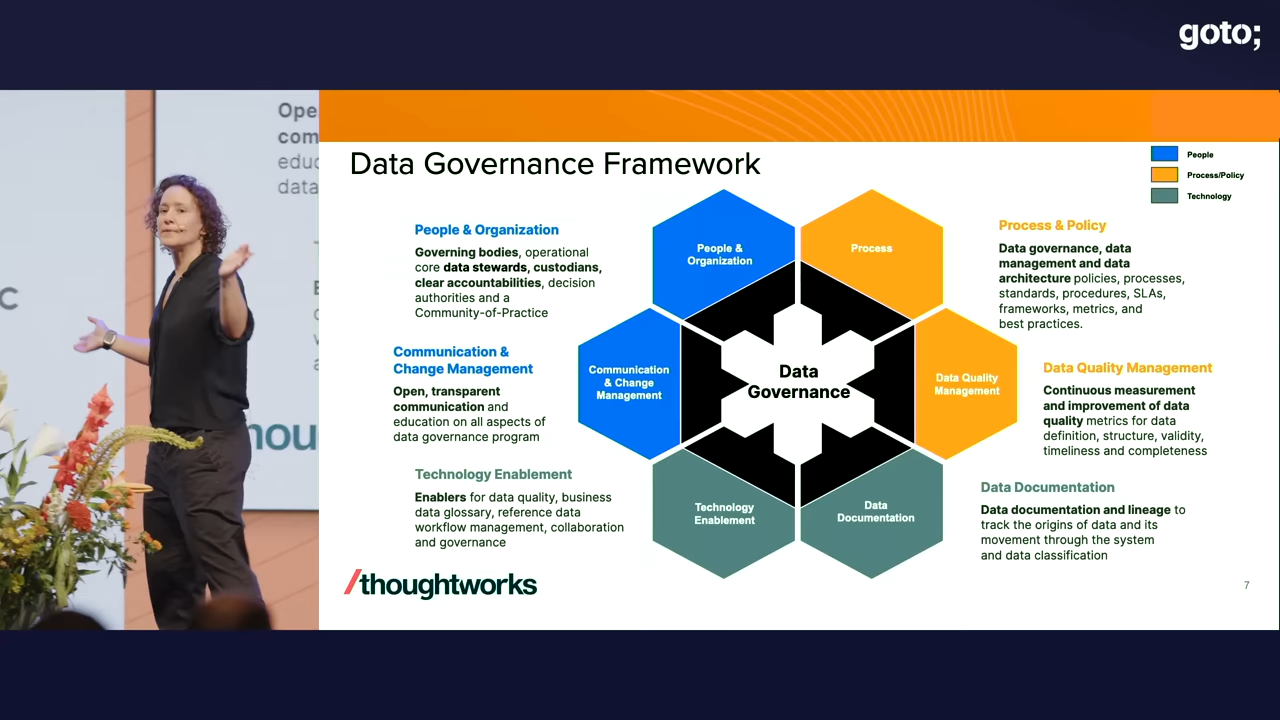 goto;
Ope
com
educ
data
C
E
hou
Data Governance Framework
People
Process/Policy
Technology
People & Organization
Governing bodies, operational
core data stewards, custodians,
clear accountabilities, decision
authorities and a
Community-of-Practice
Communication &
Change Management
Open, transparent
communication and
education on all aspects of
data governance program
Technology Enablement
Enablers for data quality, business
data glossary, reference data
workflow management, collaboration
and governance
People &
Organization
Process
Communication
& Change
Management
Data
Governance
Data Quality
Management
Technology
Enablement
Data
Documentation
Process & Policy
Data governance, data
management and data
architecture policies, processes,
standards, procedures, SLAs,
frameworks, metrics, and
best practices.
Data Quality Management
Continuous measurement
and improvement of data
quality metrics for data
definition, structure, validity,
timeliness and completeness
Data Documentation
Data documentation and lineage to
track the origins of data and its
movement through the system
and data classification
/thoughtworks
7